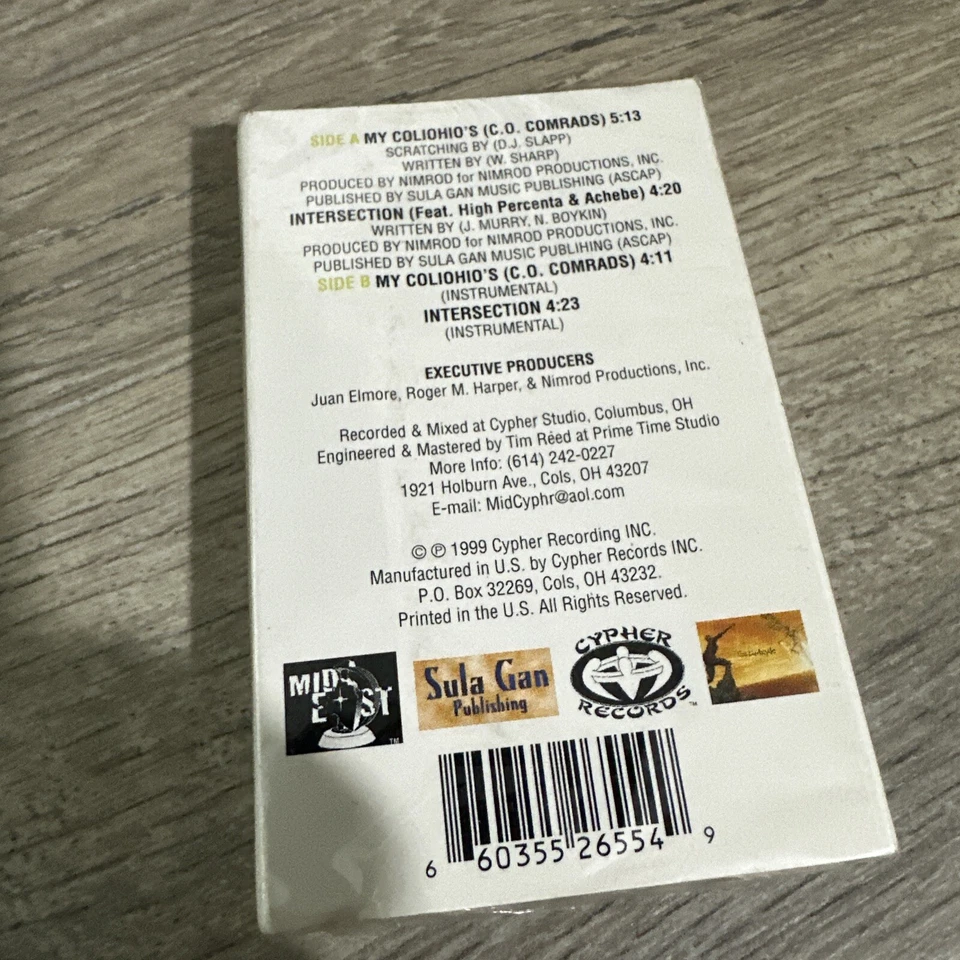 SIDE A MY COLIOHIO'S (C.O. COMRADS) 5:13
SCRATCHING BY (D.J. SLAPP)
WRITTEN BY (W. SHARP)
PRODUCED BY NIMROD for NIMROD PRODUCTIONS, INC.
PUBLISHED BY SULA GAN MUSIC PUBLISHING (ASCAP)
INTERSECTION (Feat. High Percenta & Achebe) 4:20
WRITTEN BY (J. MURRY, N. BOYKIN)
PRODUCED BY NIMROD for NIMROD PRODUCTIONS, INC.
PUBLISHED BY SULA GAN MUSIC PUBLIHING (ASCAP)
SIDE B MY COLIOHIO'S (C.O. COMRADS) 4:11
(INSTRUMENTAL)
INTERSECTION 4:23
(INSTRUMENTAL)
EXECUTIVE PRODUCERS
Juan Elmore, Roger M. Harper, & Nimrod Productions, Inc.
Recorded & Mixed at Cypher Studio, Columbus, OH
Engineered & Mastered by Tim Reed at Prime Time Studio
More Info: (614) 242-0227
1921 Holburn Ave., Cols, OH 43207
E-mail: MidCyphr@aol.com
© ℗ 1999 Cypher Recording INC.
Manufactured in U.S. by Cypher Records INC.
P.O. Box 32269, Cols, OH 43232.
Printed in the U.S. All Rights Reserved.
MID
EAST
TM
Sula Gan
Publishing
CYPHER
RECORDS
TM
6 60355 26554 9